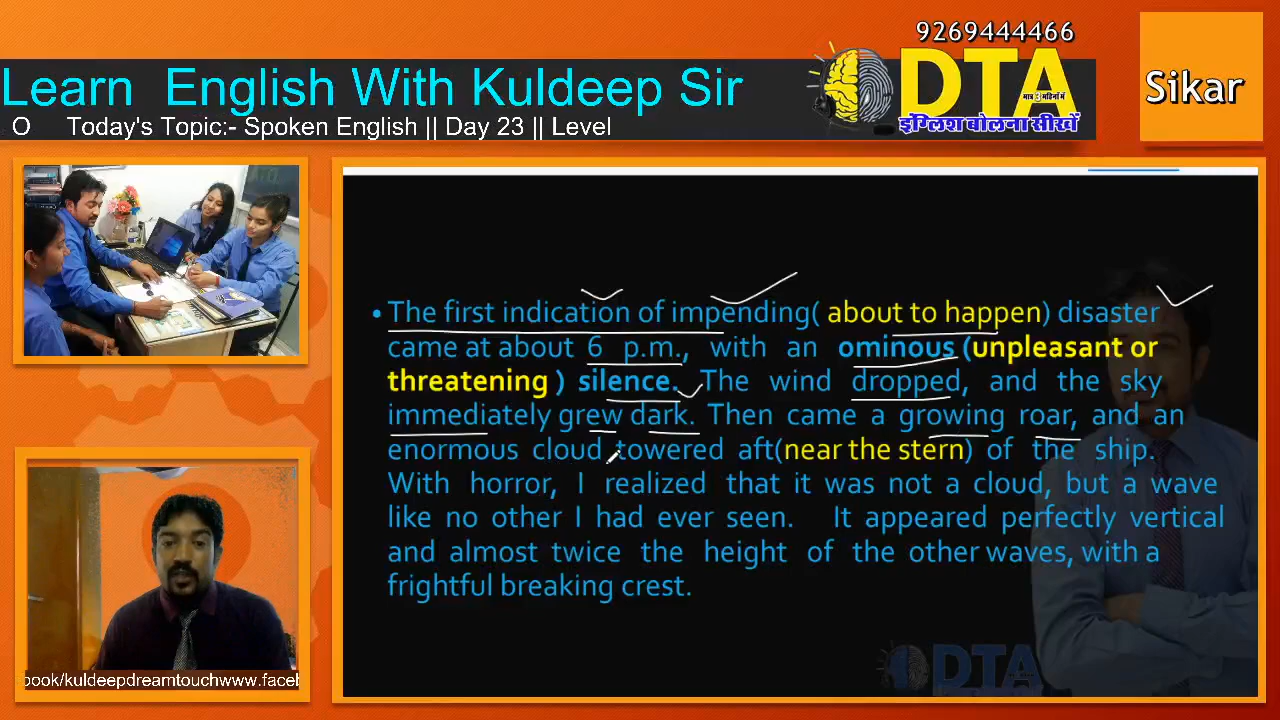 9269444466
Learn English With Kuldeep Sir
O Today's Topic:- Spoken English || Day 23 || Level
DTA
मात्र 3 महिनों में
इंग्लिश बोलना सीखें
Sikar
• The first indication of impending( about to happen) disaster
came at about 6 p.m., with an ominous (unpleasant or
threatening ) silence. The wind dropped, and the sky
immediately grew dark. Then came a growing roar, and an
enormous cloud towered aft(near the stern) of the ship.
With horror, I realized that it was not a cloud, but a wave
like no other I had ever seen. It appeared perfectly vertical
and almost twice the height of the other waves, with a
frightful breaking crest.
DTA
book/kuldeepdreamtouchwww.faceb